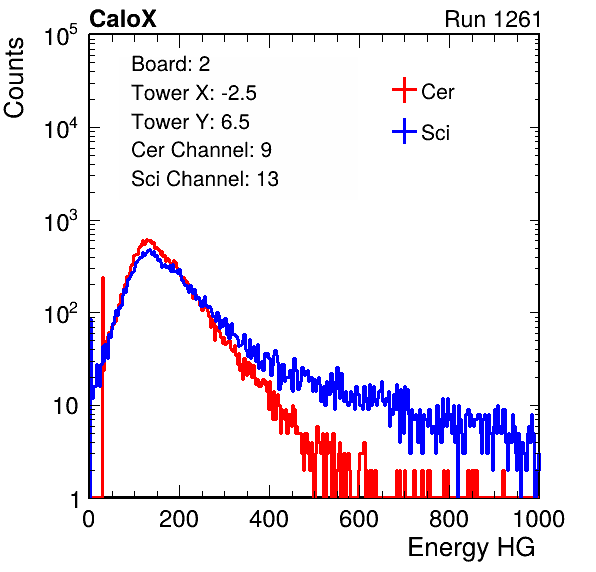 CaloX Run 1261
Counts
Board: 2
Tower X: -2.5
Tower Y: 6.5
Cer Channel: 9
Sci Channel: 13
Cer
Sci
10^5
10^4
10^3
10^2
10
1
0 200 400 600 800 1000
Energy HG